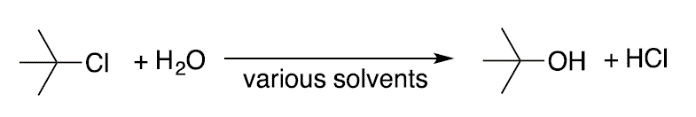 Cl + H₂O various solvents OH + HCl